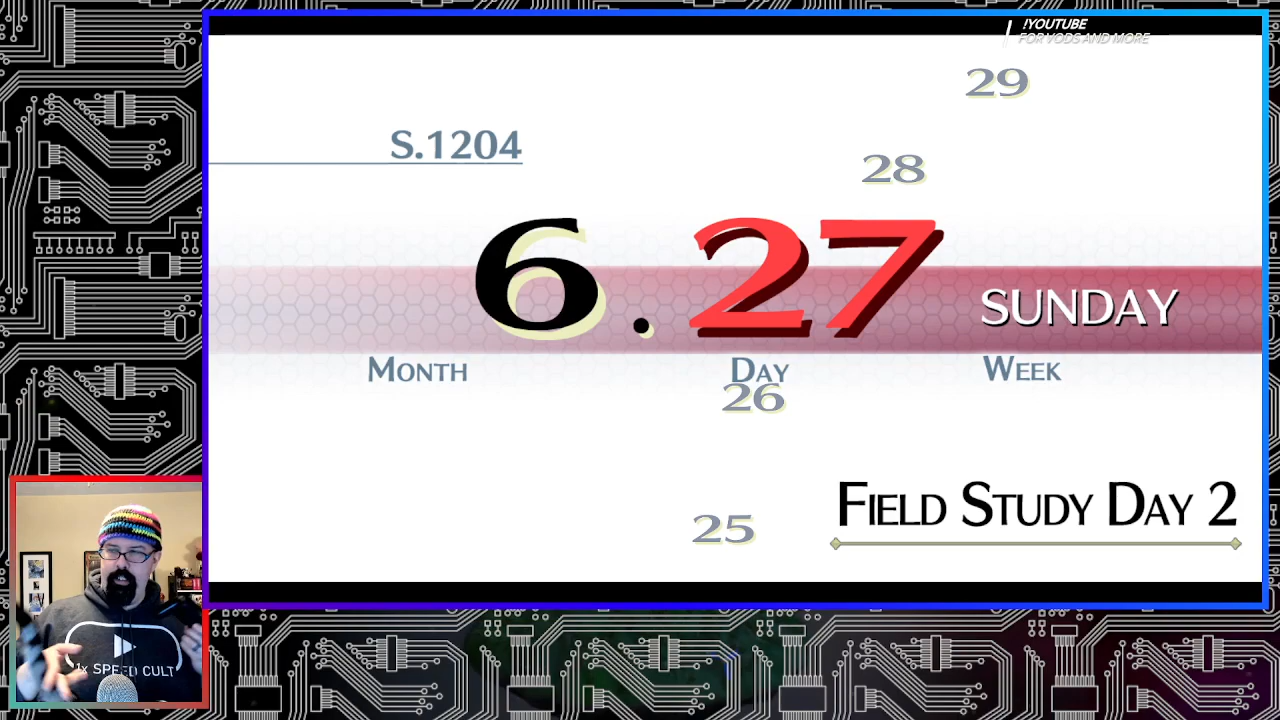 !YOUTUBE
FOR VODS AND MORE
29
S.1204
28
6.27 SUNDAY
MONTH DAY WEEK
26
FIELD STUDY DAY 2
25
1x SPEED CULT